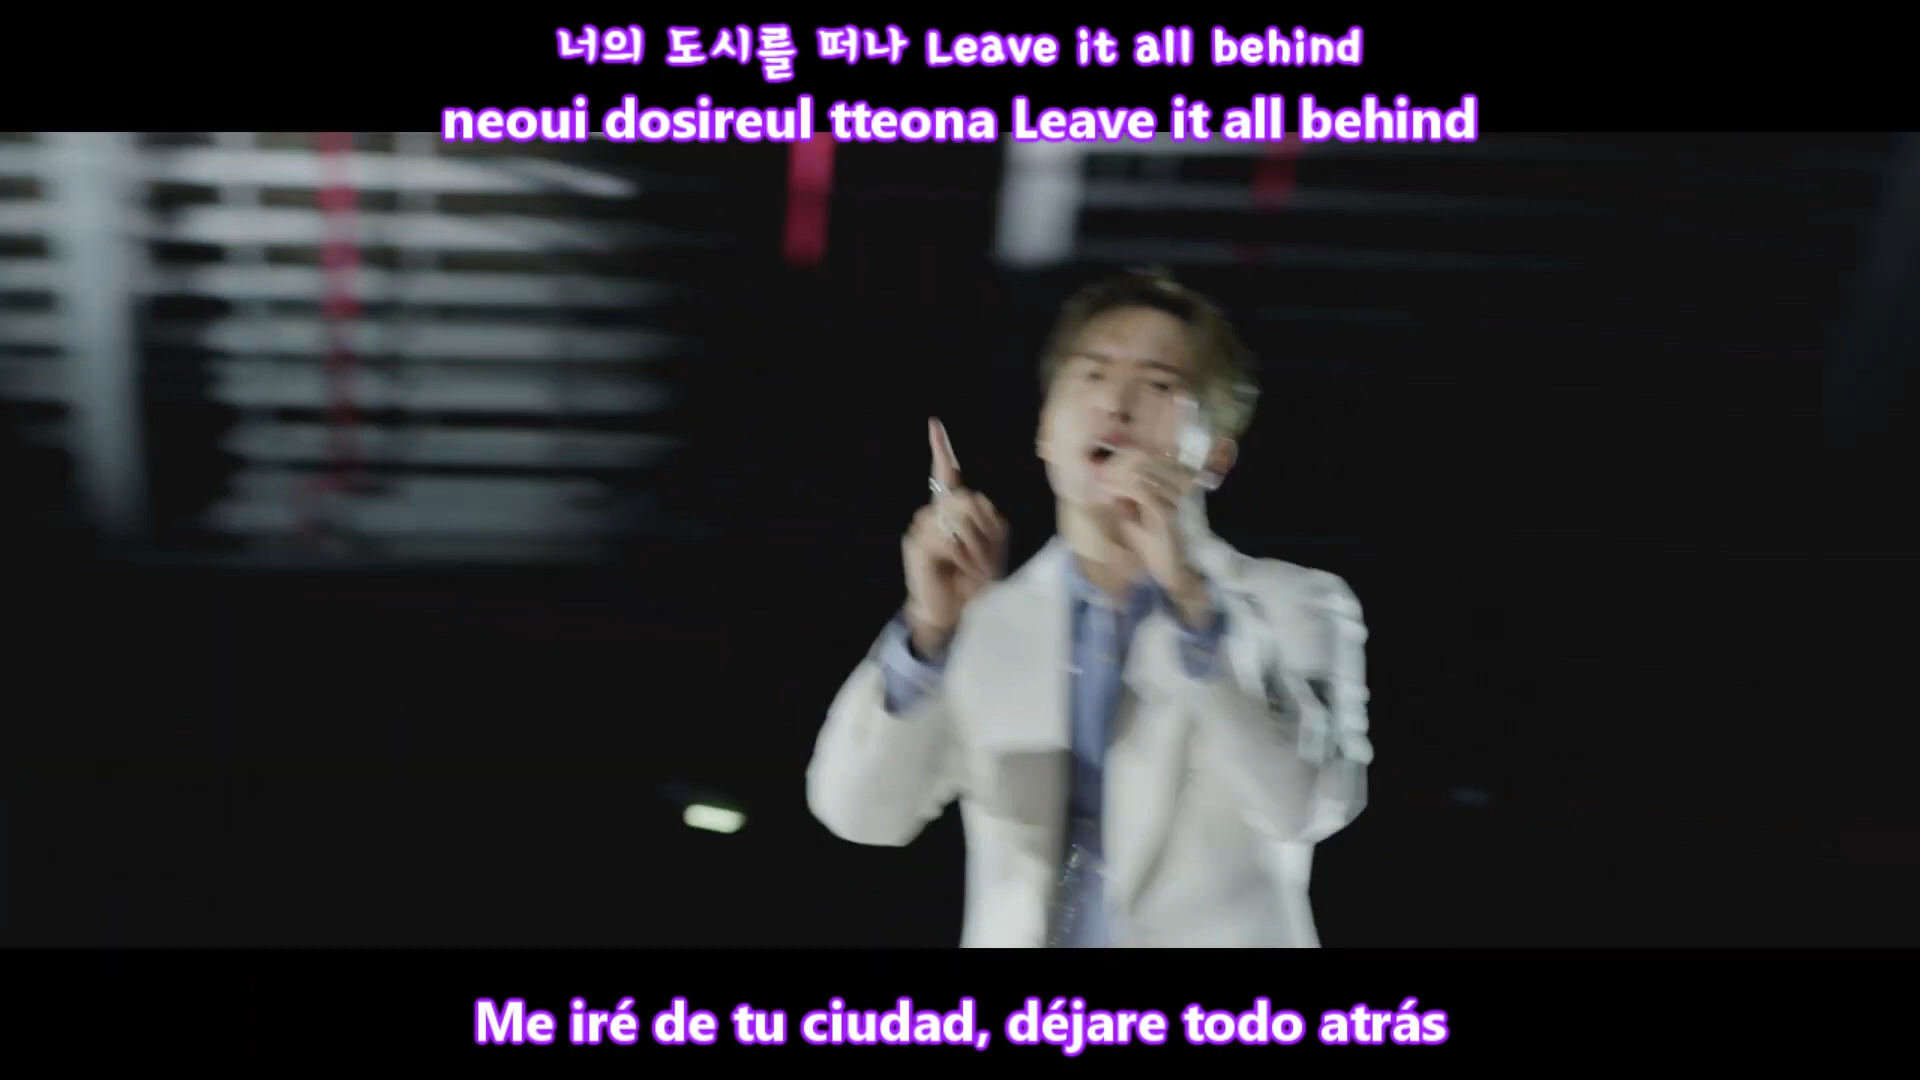 너의 도시를 떠나 Leave it all behind
neoui dosireul tteona Leave it all behind
Me iré de tu ciudad, déjare todo atrás